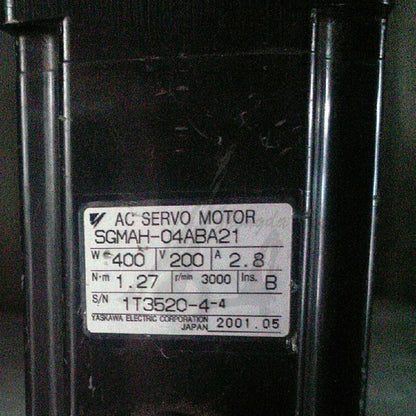 AC SERVO MOTOR
SGMAH-04ABA21
W 400 V 200 A 2.8
N·m 1.27 r/min 3000 Ins. B
S/N 1T3520-4-4
YASKAWA ELECTRIC CORPORATION
JAPAN 2001.05